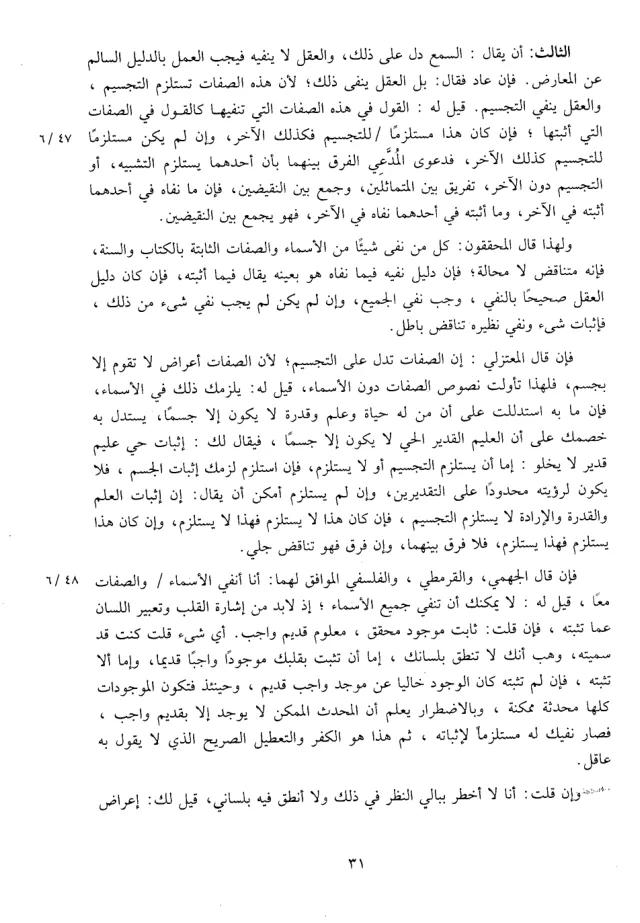 الثالث: أن يقال : السمع دل على ذلك، والعقل لا ينفيه فيجب العمل بالدليل السالم
عن المعارض. فإن عاد فقال: بل العقل ينفى ذلك؛ لأن هذه الصفات تستلزم التجسيم ،
والعقل ينفي التجسيم. قيل له : القول في هذه الصفات التي تنفيهـا كالقول في الصفات
التي أثبتها ؛ فإن كان هذا مستلزمًا /للتجسيم فكذلك الآخر، وإن لم يكن مستلزمًا ٦/٤٧
للتجسيم كذلك الآخر، فدعوى المُدَّعِي الفرق بينهما بأن أحدهما يستلزم التشبيه، أو
التجسيم دون الآخر، تفريق بين المتماثلين، وجمع بين النقيضين، فإن ما نفاه في أحدهما
أثبته في الآخر، وما أثبته في أحدهما نفاه في الآخر، فهو يجمع بين النقيضين.
ولهذا قال المحققون: كل من نفى شيئًا من الأسماء والصفات الثابتة بالكتاب والسنة،
فإنه متناقض لا محالة؛ فإن دليل نفيه فيما نفاه هو بعينه يقال فيما أثبته، فإن كان دليل
العقل صحيحًا بالنفي ، وجب نفي الجميع، وإن لم يكن لم يجب نفي شىء من ذلك ،
فإثبات شىء ونفي نظيره تناقض باطل.
فإن قال المعتزلي : إن الصفات تدل على التجسيم؛ لأن الصفات أعراض لا تقوم إلا
بجسم، فلهذا تأولت نصوص الصفات دون الأسماء، قيل له: يلزمك ذلك في الأسماء،
فإن ما به استدللت على أن من له حياة وعلم وقدرة لا يكون إلا جسمًا، يستدل به
خصمك على أن العليم القدير الحي لا يكون إلا جسمًا ، فيقال لك : إثبات حي عليم
قدير لا يخلو : إما أن يستلزم التجسيم أو لا يستلزم، فإن استلزم لزمك إثبات الجسم ، فلا
يكون لرؤيته محدودًا على التقديرين، وإن لم يستلزم أمكن أن يقال: إن إثبات العلم
والقدرة والإرادة لا يستلزم التجسيم ، فإن كان هذا لا يستلزم فهذا لا يستلزم، وإن كان هذا
يستلزم فهذا يستلزم، فلا فرق بينهما، وإن فرق فهو تناقض جلي.
فإن قال الجهمي، والقرمطي ، والفلسفي الموافق لهما: أنا أنفي الأسماء / والصفات ٦/٤٨
معًا ، قيل له : لا يمكنك أن تنفي جميع الأسماء ؛ إذ لابد من إشارة القلب وتعبير اللسان
عما تثبته ، فإن قلت: ثابت موجود محقق ، معلوم قديم واجب. أي شىء قلت كنت قد
سميته، وهب أنك لا تنطق بلسانك ، إما أن تثبت بقلبك موجودًا واجبًا قديما، وإما ألا
تثبته ، فإن لم تثبته كان الوجود خاليا عن موجد واجب قديم ، وحينئذ فتكون الموجودات
كلها محدثة ممكنة ، وبالاضطرار يعلم أن المحدث الممكن لا يوجد إلا بقديم واجب ،
فصار نفيك له مستلزماً لإثباته ، ثم هذا هو الكفر والتعطيل الصريح الذي لا يقول به
عاقل.
وإن قلت: أنا لا أخطر ببالي النظر في ذلك ولا أنطق فيه بلساني، قيل لك: إعراض
٣١